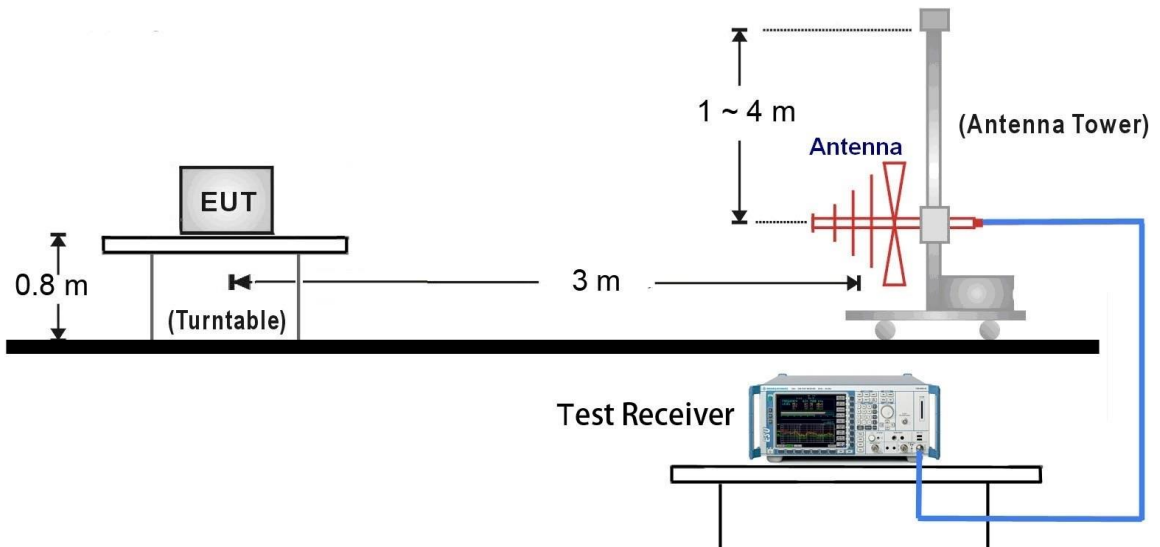 1 ~ 4 m
(Antenna Tower)
Antenna
EUT
0.8 m
3 m
(Turntable)
Test Receiver